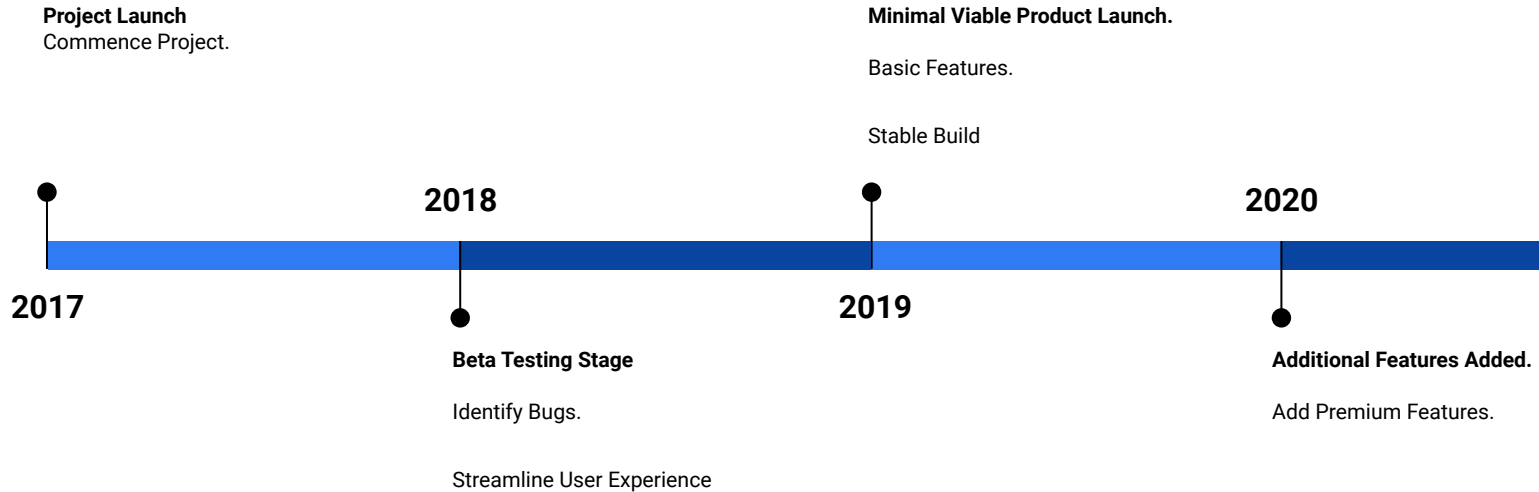 Project Launch
Commence Project.
Minimal Viable Product Launch.
Basic Features.
Stable Build
2018
2020
2017
2019
Beta Testing Stage
Identify Bugs.
Streamline User Experience
Additional Features Added.
Add Premium Features.